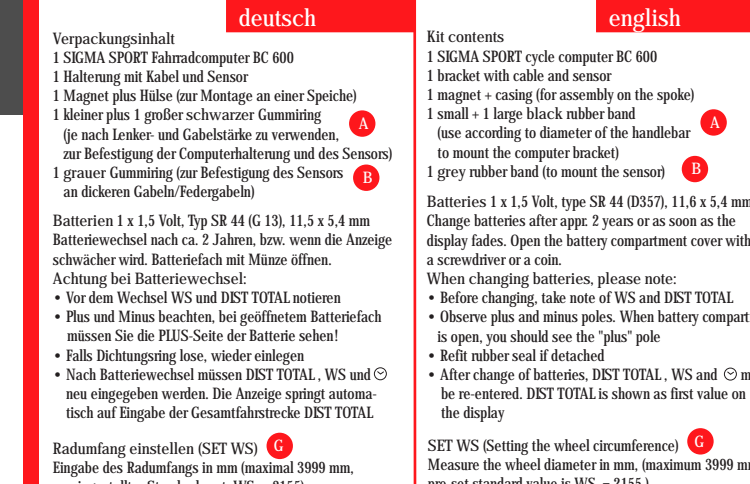 deutsch
Verpackungsinhalt
1 SIGMA SPORT Fahrradcomputer BC 600
1 Halterung mit Kabel und Sensor
1 Magnet plus Hülse (zur Montage an einer Speiche)
1 kleiner plus 1 großer schwarzer Gummiring
A
(je nach Lenker- und Gabelstärke zu verwenden,
zur Befestigung der Computerhalterung und des Sensors)
1 grauer Gummiring (zur Befestigung des Sensors
B
an dickeren Gabeln/Federgabeln)
Batterien 1 x 1,5 Volt, Typ SR 44 (G 13), 11,5 x 5,4 mm
Batteriewechsel nach ca. 2 Jahren, bzw. wenn die Anzeige
schwächer wird. Batteriefach mit Münze öffnen.
Achtung bei Batteriewechsel:
• Vor dem Wechsel WS und DIST TOTAL notieren
• Plus und Minus beachten, bei geöffnetem Batteriefach
müssen Sie die PLUS-Seite der Batterie sehen!
• Falls Dichtungsring lose, wieder einlegen
• Nach Batteriewechsel müssen DIST TOTAL , WS und
neu eingegeben werden. Die Anzeige springt automa-
tisch auf Eingabe der Gesamtfahrstrecke DIST TOTAL
Radumfang einstellen (SET WS) G
Eingabe des Radumfangs in mm (maximal 3999 mm,
english
Kit contents
1 SIGMA SPORT cycle computer BC 600
1 bracket with cable and sensor
1 magnet + casing (for assembly on the spoke)
1 small + 1 large black rubber band
A
(use according to diameter of the handlebar
to mount the computer bracket)
1 grey rubber band (to mount the sensor) B
Batteries 1 x 1,5 Volt, type SR 44 (D357), 11,6 x 5,4 mm
Change batteries after appr. 2 years or as soon as the
display fades. Open the battery compartment cover with
a screwdriver or a coin.
When changing batteries, please note:
• Before changing, take note of WS and DIST TOTAL
• Observe plus and minus poles. When battery compart
is open, you should see the "plus" pole
• Refit rubber seal if detached
• After change of batteries, DIST TOTAL , WS and m
be re-entered. DIST TOTAL is shown as first value on
the display
SET WS (Setting the wheel circumference) G
Measure the wheel diameter in mm, (maximum 3999 mm
pre-set standard value is WS = 2155 )